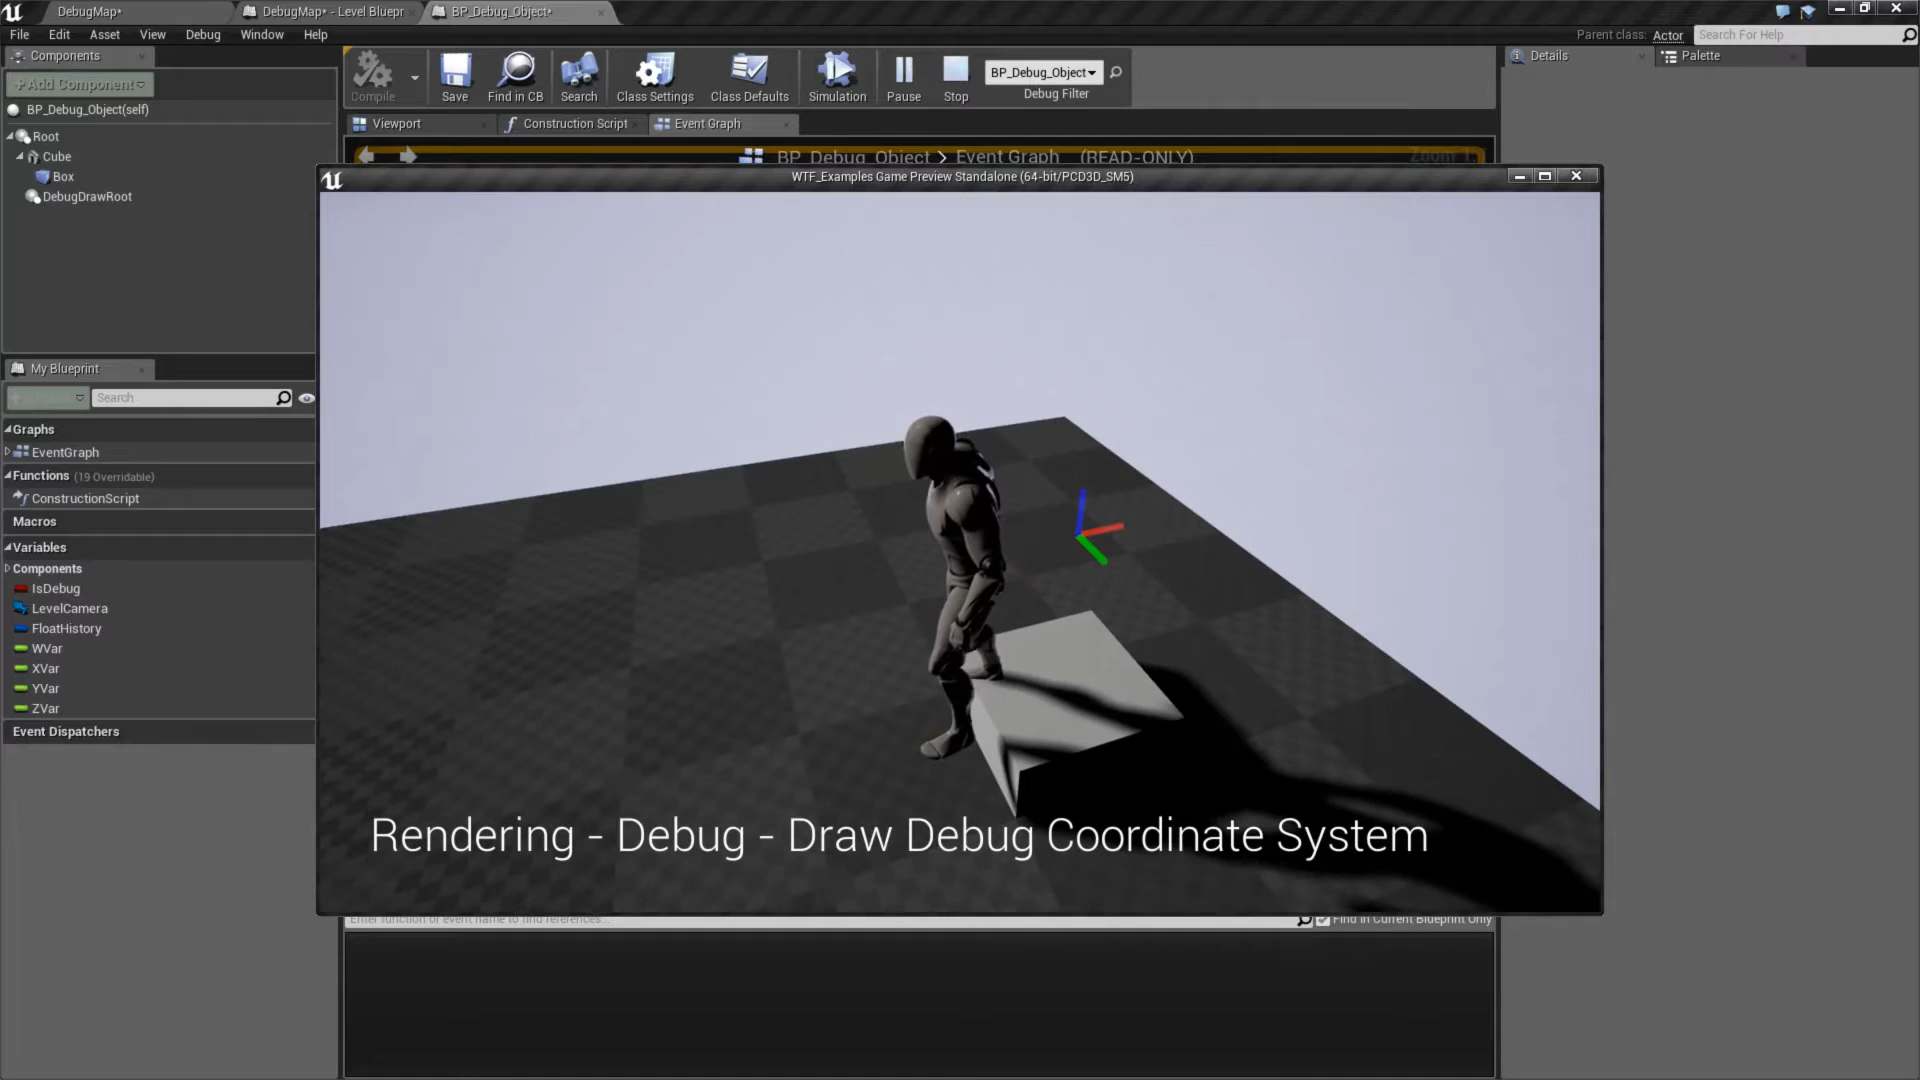 DebugMap*
DebugMap* - Level Bluepr
BP_Debug_Object*
File Edit Asset View Debug Window Help
Parent class: Actor
Search For Help
Components
+Add Component
BP_Debug_Object(self)
Root
Cube
Box
DebugDrawRoot
Compile
Save
Find in CB
Search
Class Settings
Class Defaults
Simulation
Pause
Stop
BP_Debug_Object
Debug Filter
Details
Palette
Viewport
Construction Script
Event Graph
BP_Debug_Object > Event Graph (READ-ONLY)
WTF_Examples Game Preview Standalone (64-bit/PCD3D_SM5)
My Blueprint
Search
Graphs
EventGraph
Functions (19 Overridable)
ConstructionScript
Macros
Variables
Components
IsDebug
LevelCamera
FloatHistory
WVar
XVar
YVar
ZVar
Event Dispatchers
Rendering - Debug - Draw Debug Coordinate System
Enter function or event name to find references...
Find in Current Blueprint Only